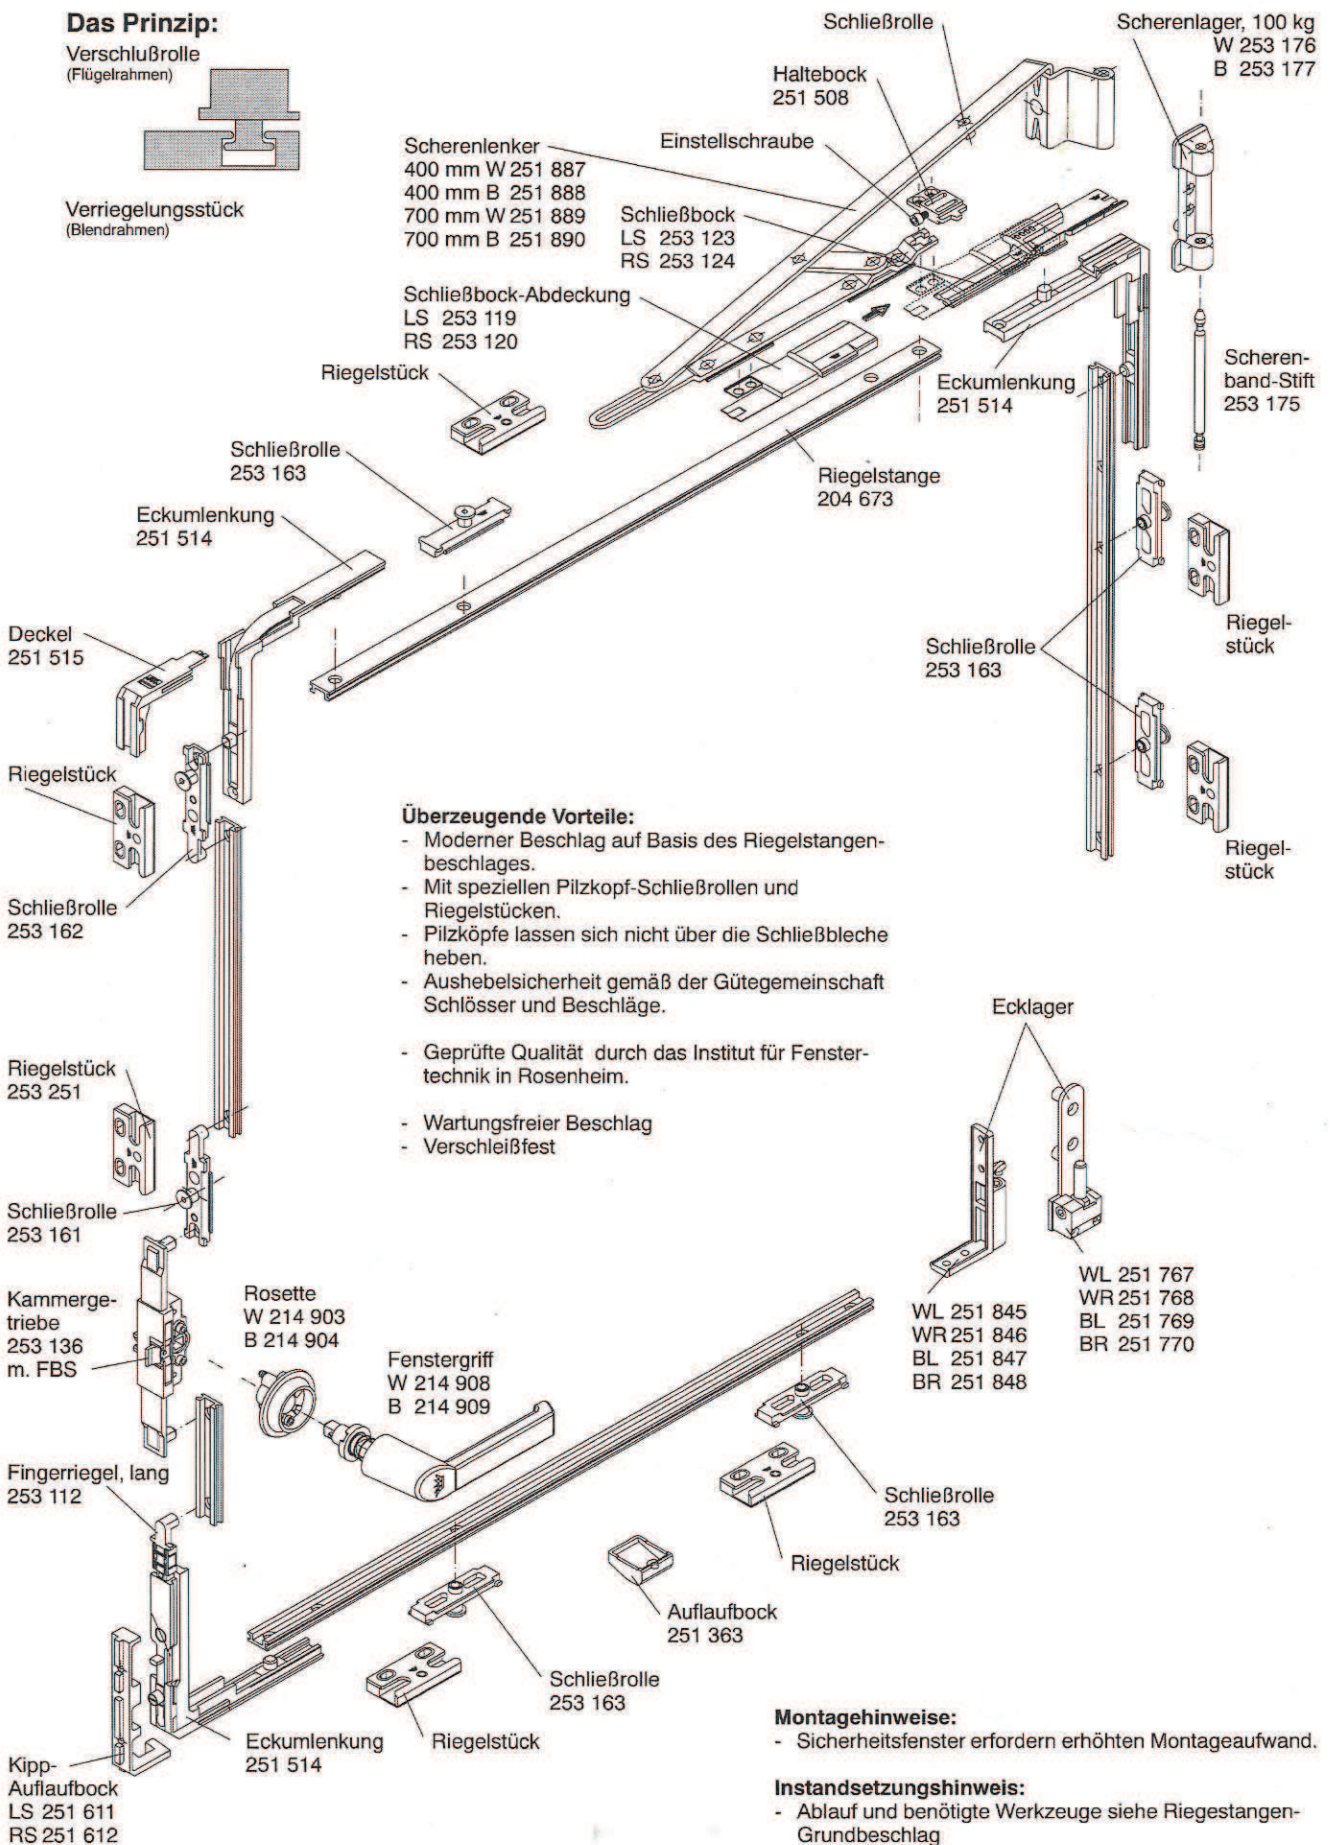 Das Prinzip:
Verschlußrolle
(Flügelrahmen)
Verriegelungsstück
(Blendrahmen)
Schließrolle
Scherenlager, 100 kg
W 253 176
B 253 177
Haltebock
251 508
Einstellschraube
Scherenlenker
400 mm W 251 887
400 mm B 251 888
700 mm W 251 889
700 mm B 251 890
Schließbock
LS 253 123
RS 253 124
Schließbock-Abdeckung
LS 253 119
RS 253 120
Riegelstück
Eckumlenkung
251 514
Scheren-
band-Stift
253 175
Schließrolle
253 163
Riegelstange
204 673
Eckumlenkung
251 514
Deckel
251 515
Schließrolle
253 163
Riegel-
stück
Riegelstück
Riegel-
stück
Schließrolle
253 162
Überzeugende Vorteile:
- Moderner Beschlag auf Basis des Riegelstangen-
beschlages.
- Mit speziellen Pilzkopf-Schließrollen und
Riegelstücken.
- Pilzköpfe lassen sich nicht über die Schließbleche
heben.
- Aushebelsicherheit gemäß der Gütegemeinschaft
Schlösser und Beschläge.
- Geprüfte Qualität durch das Institut für Fenster-
technik in Rosenheim.
- Wartungsfreier Beschlag
- Verschleißfest
Ecklager
Riegelstück
253 251
Schließrolle
253 161
WL 251 767
WR 251 768
BL 251 769
BR 251 770
WL 251 845
WR 251 846
BL 251 847
BR 251 848
Kammerge-
triebe
253 136
m. FBS
Rosette
W 214 903
B 214 904
Fenstergriff
W 214 908
B 214 909
Fingerriegel, lang
253 112
Schließrolle
253 163
Riegelstück
Auflaufbock
251 363
Schließrolle
253 163
Riegelstück
Eckumlenkung
251 514
Kipp-
Auflaufbock
LS 251 611
RS 251 612
Montagehinweise:
- Sicherheitsfenster erfordern erhöhten Montageaufwand.
Instandsetzungshinweis:
- Ablauf und benötigte Werkzeuge siehe Riegestangen-
Grundbeschlag